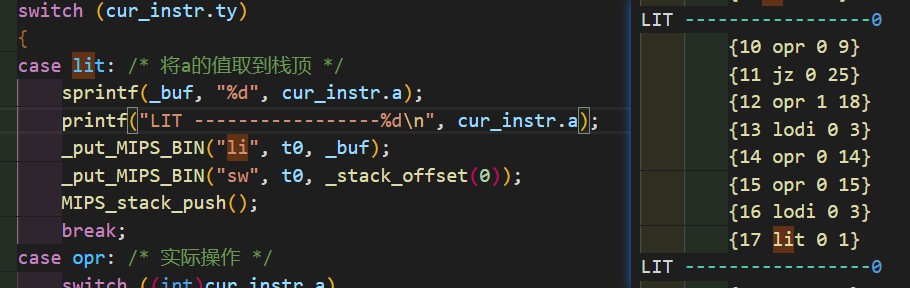 switch (cur_instr.ty)
{
case lit: /* 将a的值取到栈顶 */
sprintf(_buf, "%d", cur_instr.a);
printf("LIT -----------------%d\n", cur_instr.a);
_put_MIPS_BIN("li", t0, _buf);
_put_MIPS_BIN("sw", t0, _stack_offset(0));
MIPS_stack_push();
break;
case opr: /* 实际操作 */
switch ((int)cur_instr.a)
LIT -----------------0
{10 opr 0 9}
{11 jz 0 25}
{12 opr 1 18}
{13 lodi 0 3}
{14 opr 0 14}
{15 opr 0 15}
{16 lodi 0 3}
{17 lit 0 1}
LIT -----------------0